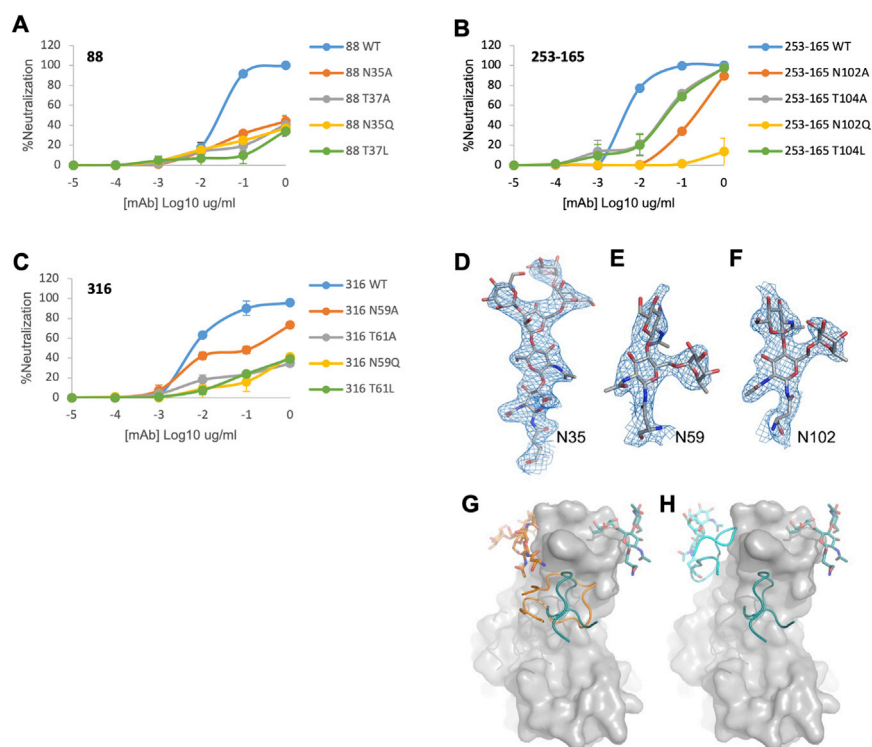 A
88
120
100
80
60
40
20
0
%Neutralization
-5 -4 -3 -2 -1 0
[mAb] Log10 ug/ml
88 WT
88 N35A
88 T37A
88 N35Q
88 T37L
B
253-165
120
100
80
60
40
20
0
%Neutralization
-5 -4 -3 -2 -1 0
[mAb] Log10 ug/ml
253-165 WT
253-165 N102A
253-165 T104A
253-165 N102Q
253-165 T104L
C
316
120
100
80
60
40
20
0
%Neutralization
-5 -4 -3 -2 -1 0
[mAb] Log10 ug/ml
316 WT
316 N59A
316 T61A
316 N59Q
316 T61L
D E F
N35 N59 N102
G H